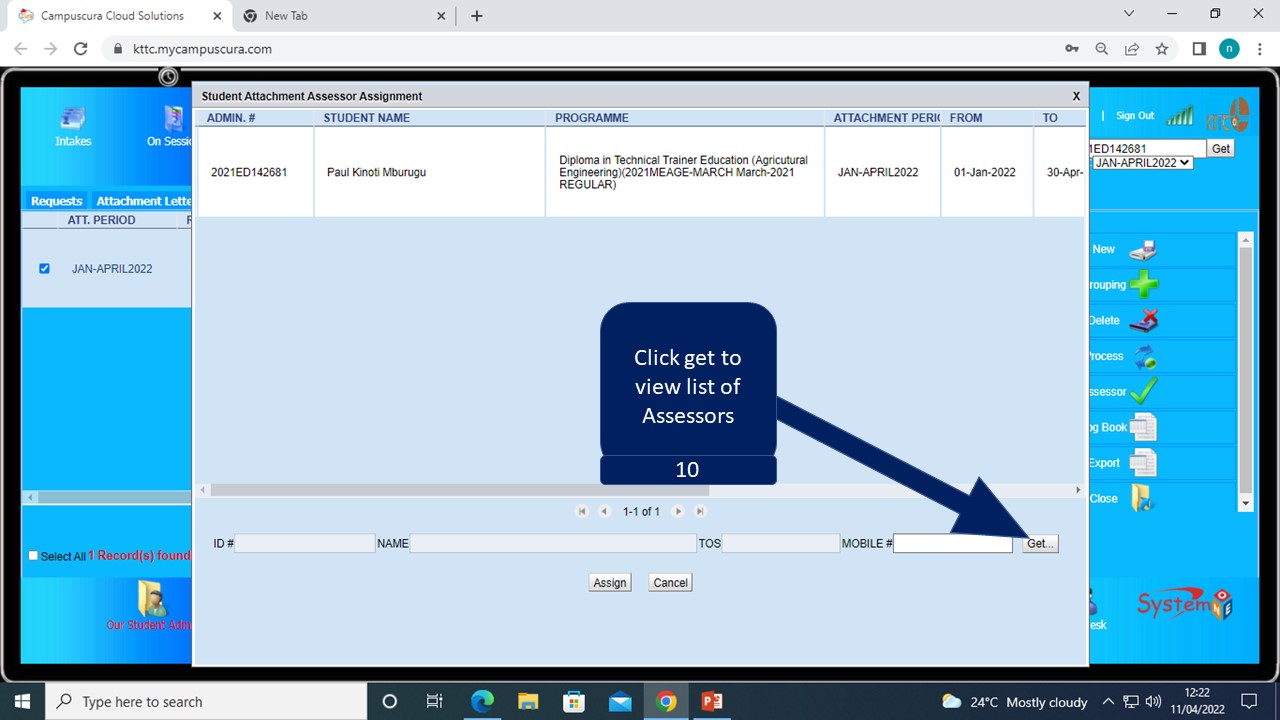 Campuscura Cloud Solutions
New Tab
kttc.mycampuscura.com
n
Student Attachment Assessor Assignment
X
ADMIN. # STUDENT NAME PROGRAMME ATTACHMENT PERI FROM TO
2021ED142681 Paul Kinoti Mburugu
Diploma in Technical Trainer Education (Agricutural
Engineering)(2021MEAGE-MARCH March-2021
REGULAR)
JAN-APRIL2022 01-Jan-2022 30-Apr-
Intakes
On Sessi
| Sign Out
1ED142681 Get
JAN-APRIL2022
Requests Attachment Lette
ATT. PERIOD
JAN-APRIL2022
New
rouping
Delete
rocess
ssessor
og Book
Export
Close
Click get to
view list of
Assessors
10
1-1 of 1
ID # NAME TOS MOBILE # Get...
Assign Cancel
Select All 1 Record(s) found
Our Student Admi
esk
System NE
Type here to search
24°C Mostly cloudy
12:22
11/04/2022